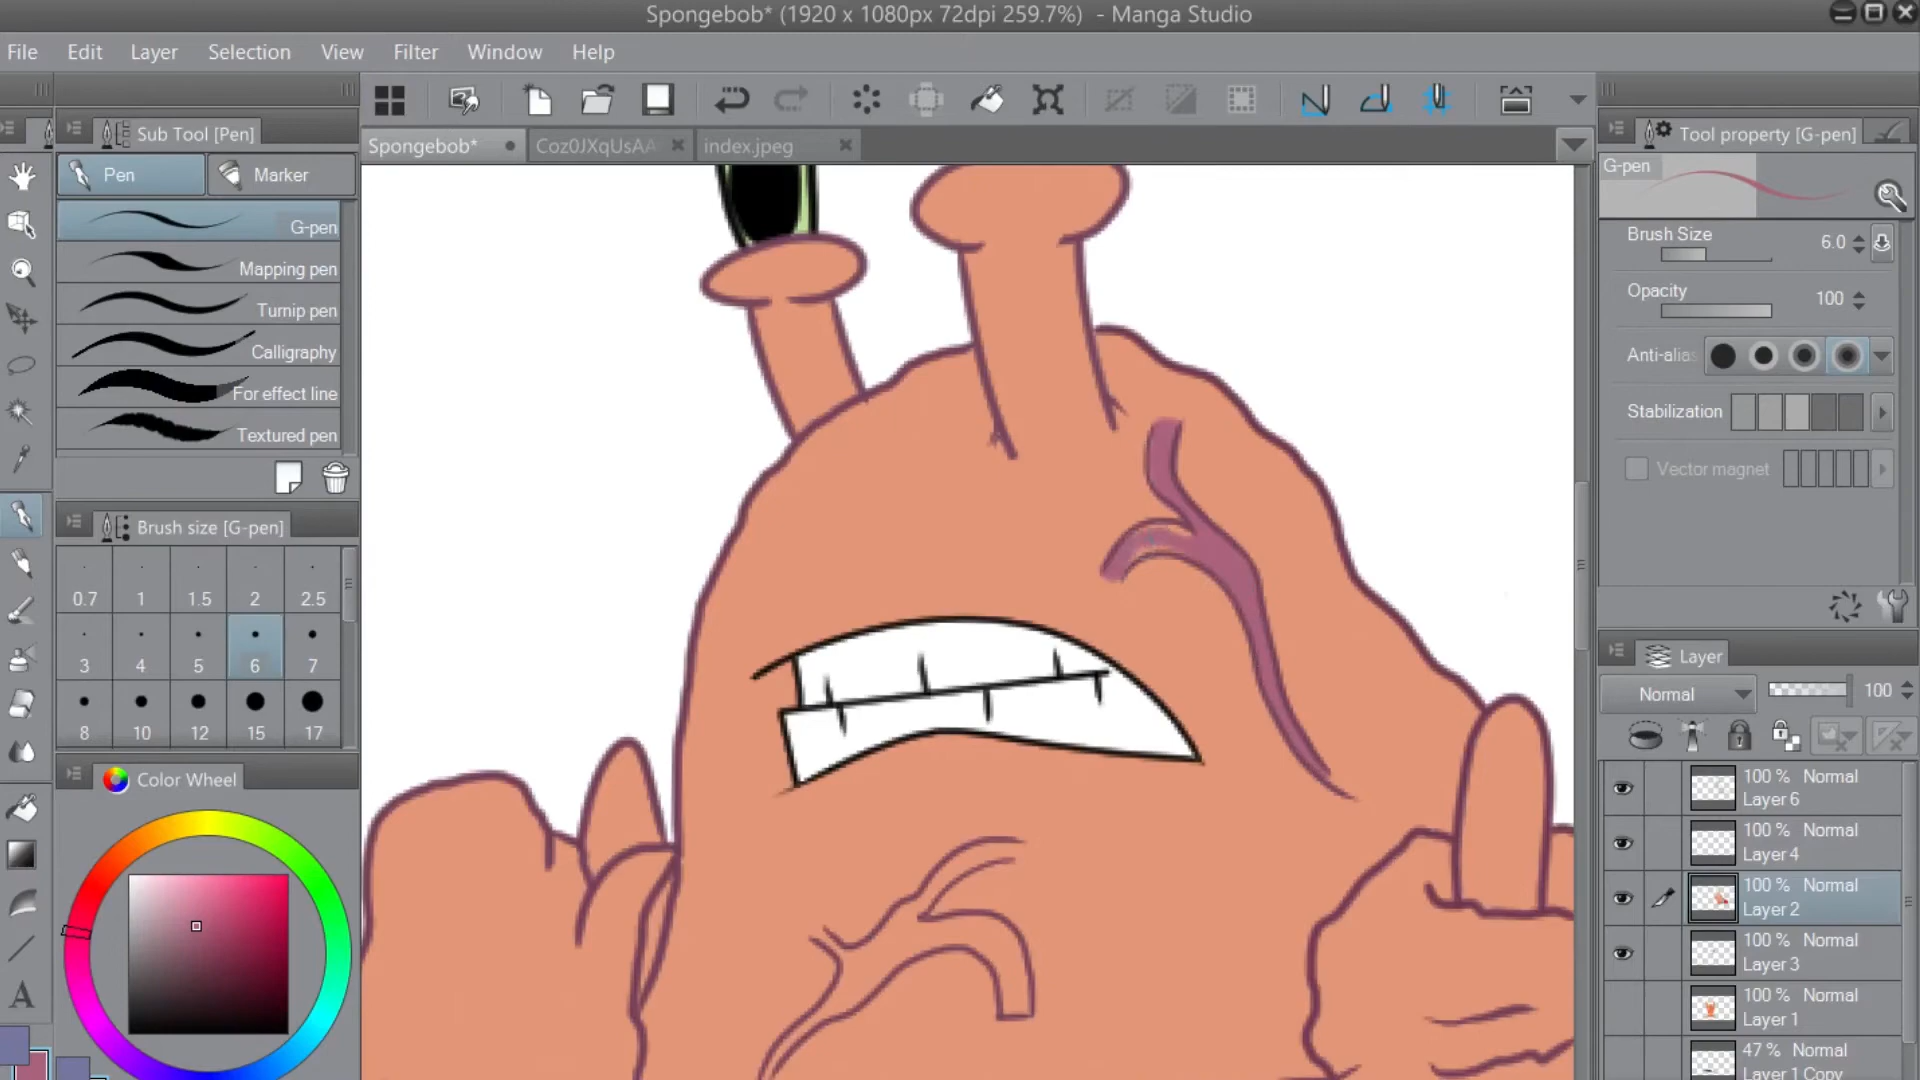 Spongebob* (1920 x 1080px 72dpi 259.7%)  - Manga Studio
File Edit Layer Selection View Filter Window Help
Spongebob* Coz0JXqUsAA index.jpeg
Sub Tool [Pen]
Pen Marker
G-pen
Mapping pen
Turnip pen
Calligraphy
For effect line
Textured pen
Brush size [G-pen]
0.7 1 1.5 2 2.5
3 4 5 6 7
8 10 12 15 17
Color Wheel
Tool property [G-pen]
G-pen
Brush Size 6.0
Opacity 100
Anti-alias
Stabilization
Vector magnet
Layer
Normal 100
100 % Normal
Layer 6
100 % Normal
Layer 4
100 % Normal
Layer 2
100 % Normal
Layer 3
100 % Normal
Layer 1
47 % Normal
Layer 1 Copy